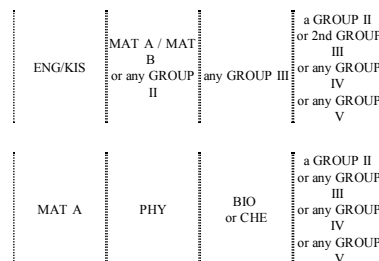 ENG/KIS
MAT A / MAT
B
or any GROUP
II
any GROUP III
a GROUP II
or 2nd GROUP
III
or any GROUP
IV
or any GROUP
V
MAT A
PHY
BIO
or CHE
a GROUP II
or any GROUP
III
or any GROUP
IV
or any GROUP
V